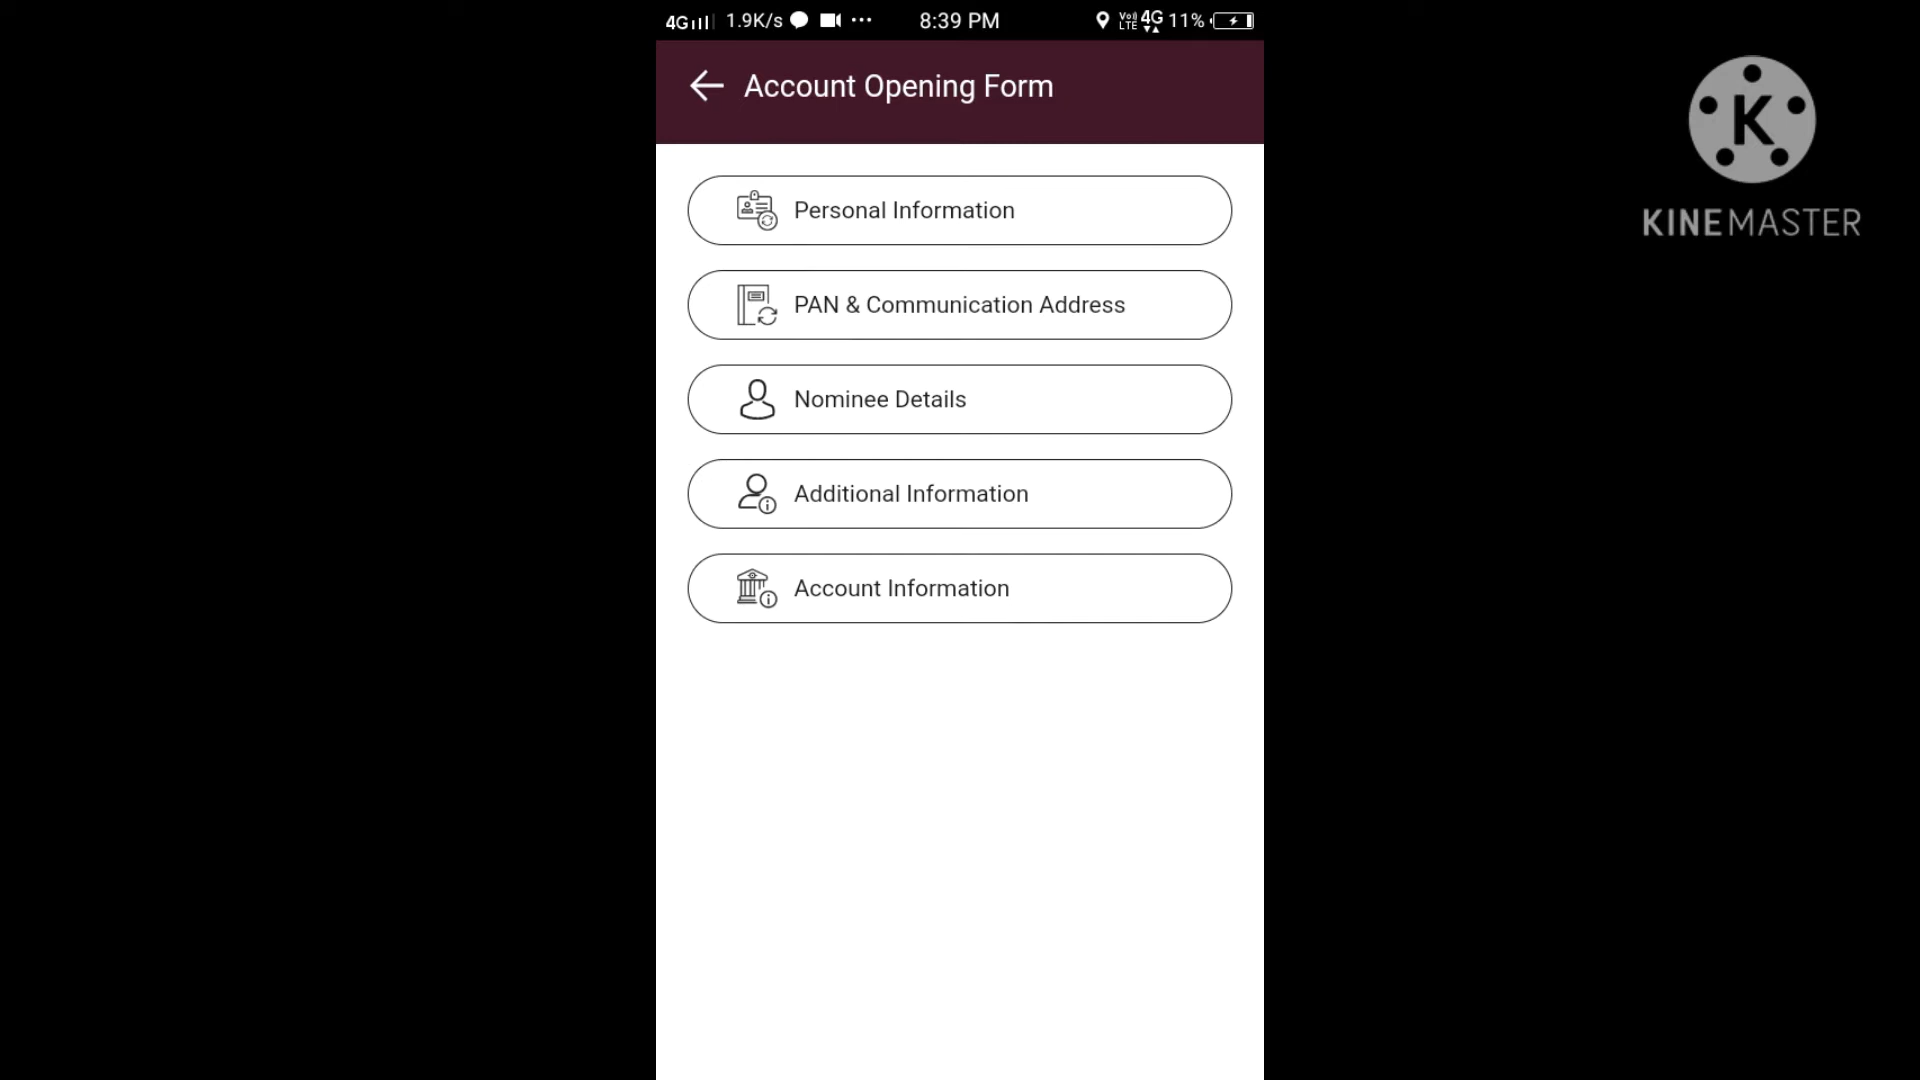 4G 1.9K/s 8:39 PM VoLTE 4G 11%
Account Opening Form
K
KINEMASTER
Personal Information
PAN & Communication Address
Nominee Details
Additional Information
Account Information